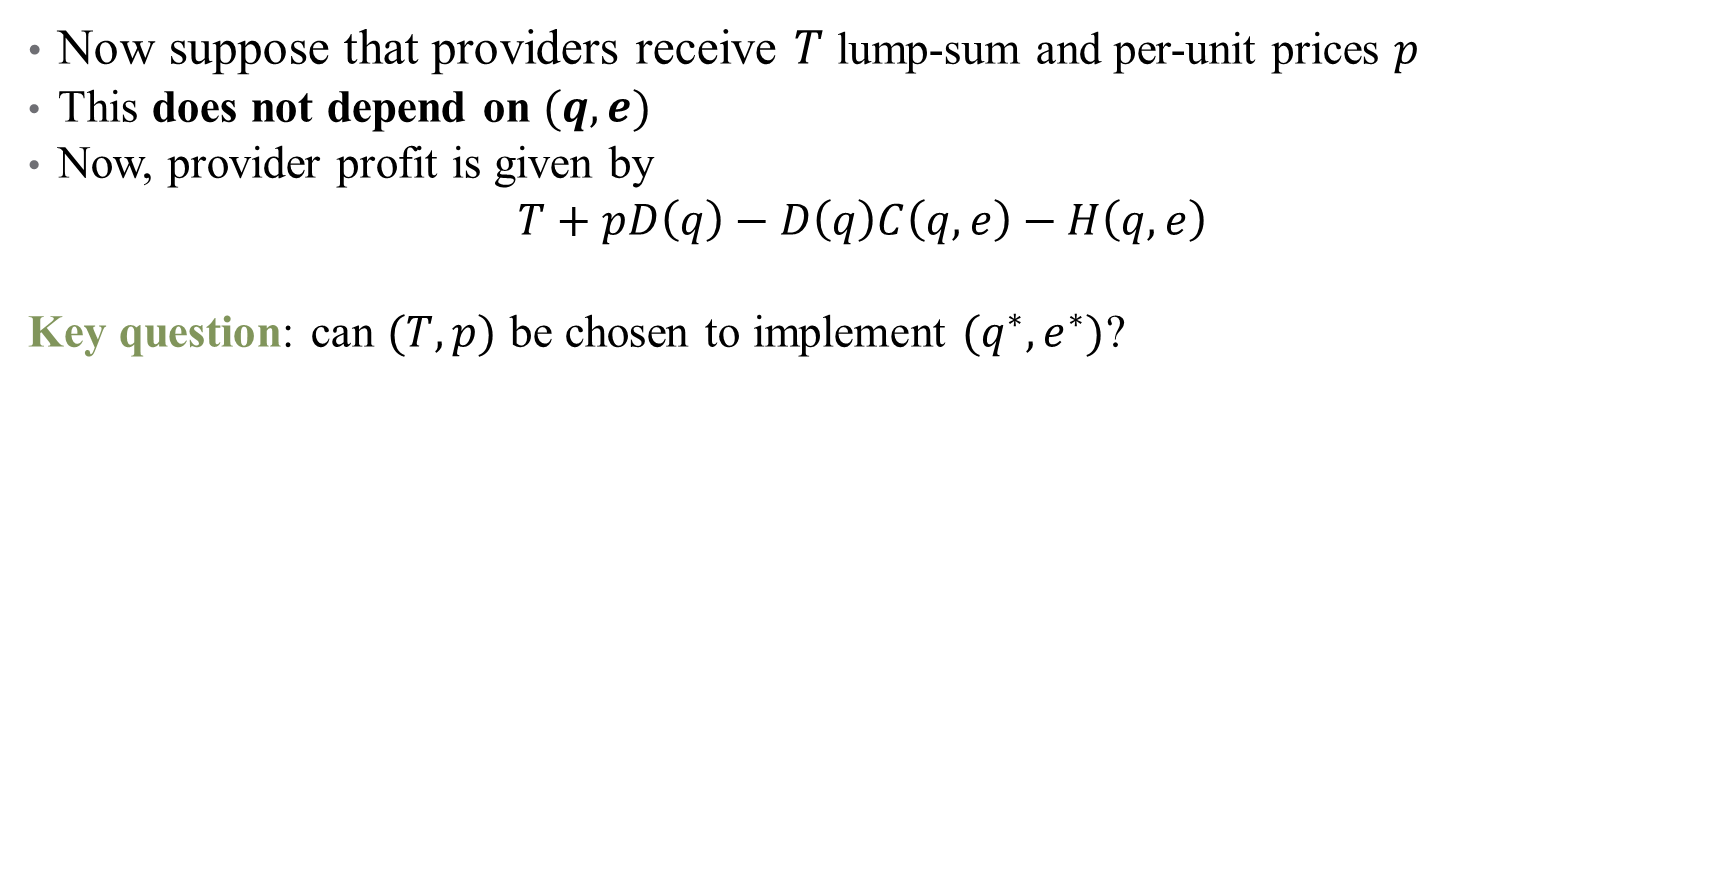 • Now suppose that providers receive T lump-sum and per-unit prices p
• This does not depend on (q, e)
• Now, provider profit is given by
T + pD(q) − D(q)C(q, e) − H(q, e)
Key question: can (T, p) be chosen to implement (q*, e*)?